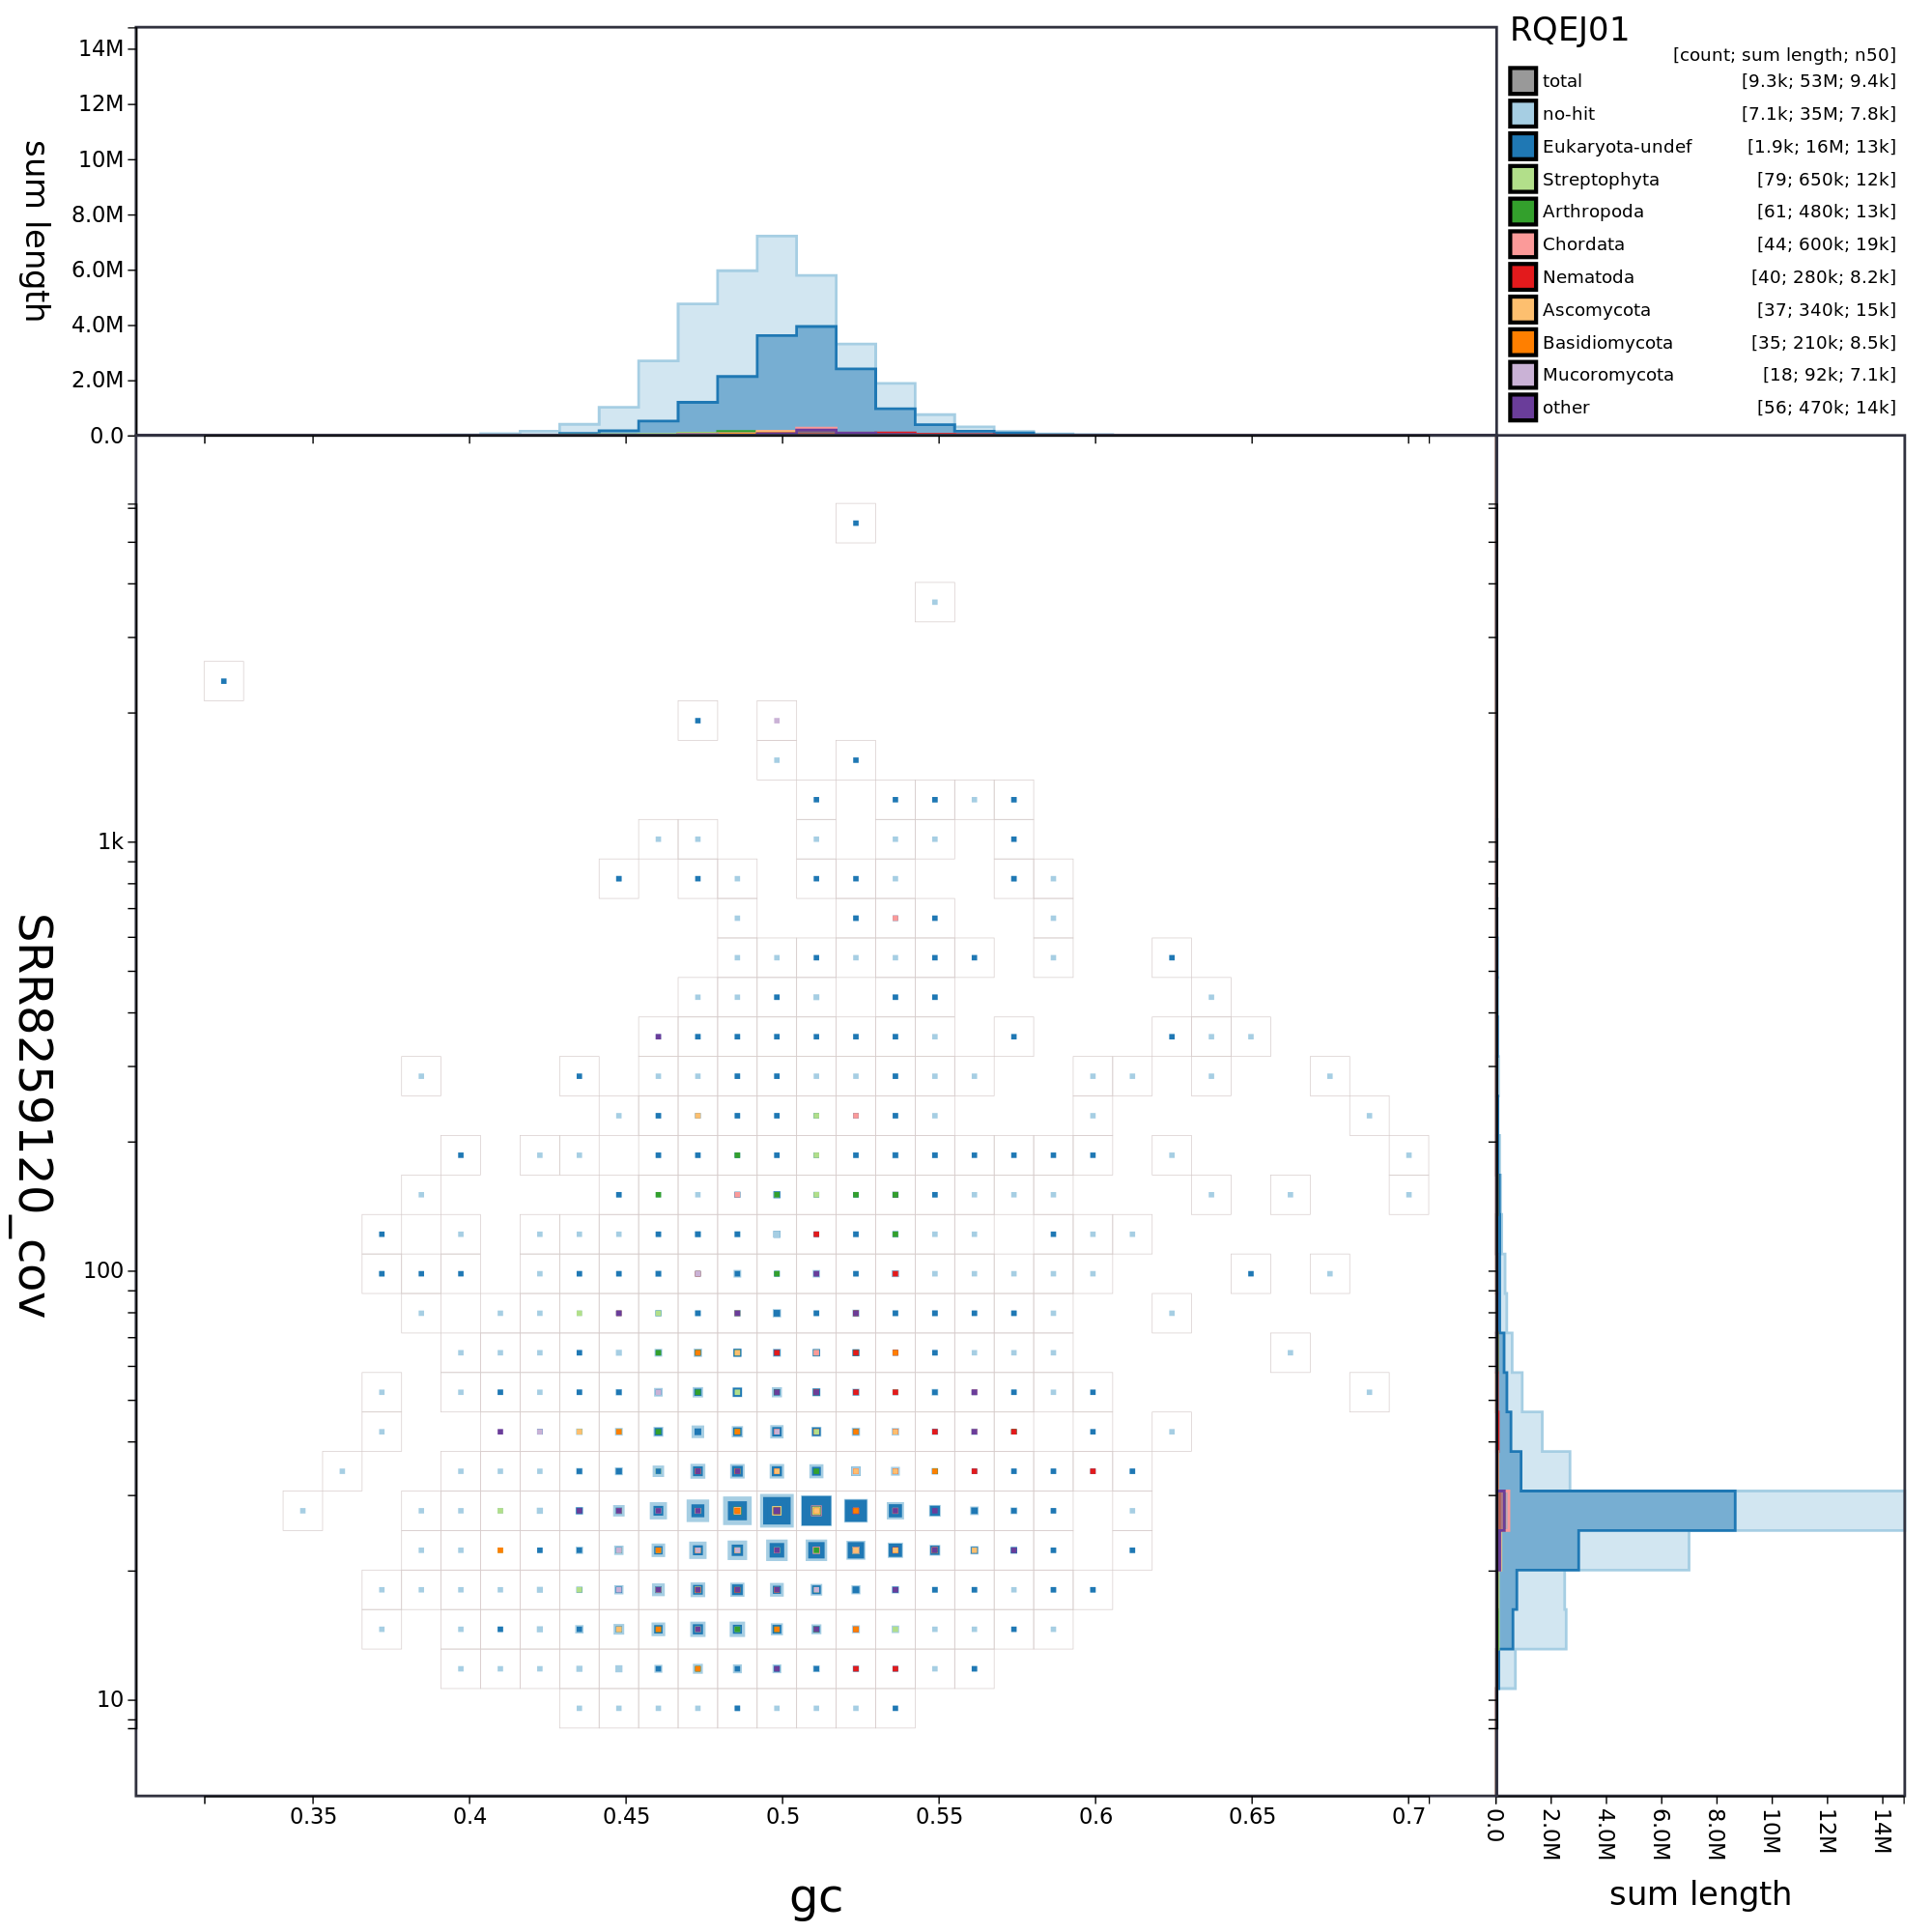 RQEJ01
[count; sum length; n50]
total [9.3k; 53M; 9.4k]
no-hit [7.1k; 35M; 7.8k]
Eukaryota-undef [1.9k; 16M; 13k]
Streptophyta [79; 650k; 12k]
Arthropoda [61; 480k; 13k]
Chordata [44; 600k; 19k]
Nematoda [40; 280k; 8.2k]
Ascomycota [37; 340k; 15k]
Basidiomycota [35; 210k; 8.5k]
Mucoromycota [18; 92k; 7.1k]
other [56; 470k; 14k]
sum length
14M
12M
10M
8.0M
6.0M
4.0M
2.0M
0.0
SRR8259120_cov
1k
100
10
0.35 0.4 0.45 0.5 0.55 0.6 0.65 0.7
gc
0.0 2.0M 4.0M 6.0M 8.0M 10M 12M 14M
sum length